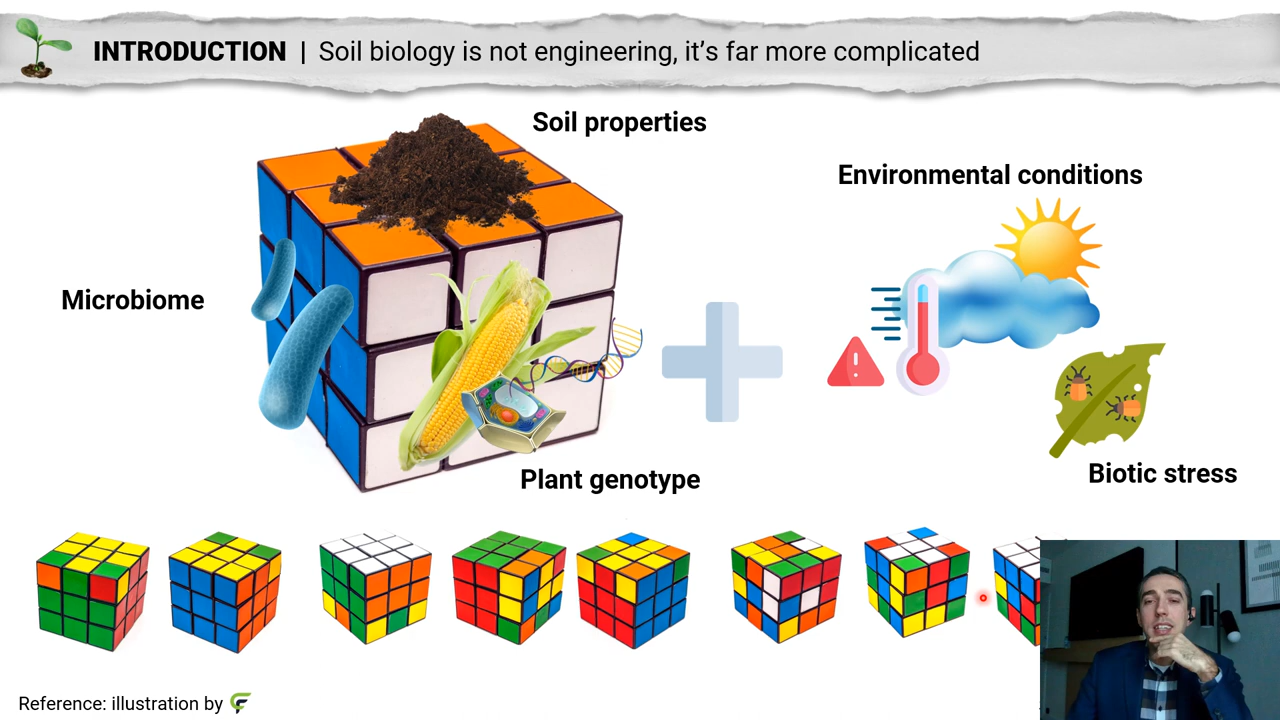 INTRODUCTION | Soil biology is not engineering, it's far more complicated
Soil properties
Environmental conditions
Microbiome
Plant genotype
Biotic stress
Reference: illustration by